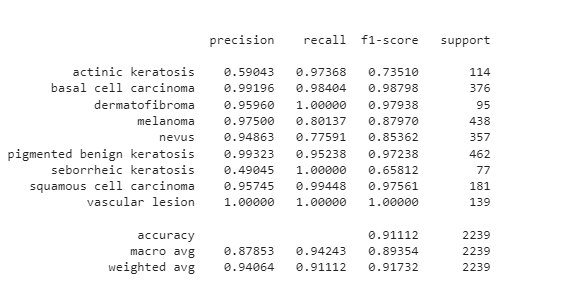 precision recall f1-score support
actinic keratosis 0.59043 0.97368 0.73510 114
basal cell carcinoma 0.99196 0.98404 0.98798 376
dermatofibroma 0.95960 1.00000 0.97938 95
melanoma 0.97500 0.80137 0.87970 438
nevus 0.94863 0.77591 0.85362 357
pigmented benign keratosis 0.99323 0.95238 0.97238 462
seborrheic keratosis 0.49045 1.00000 0.65812 77
squamous cell carcinoma 0.95745 0.99448 0.97561 181
vascular lesion 1.00000 1.00000 1.00000 139
accuracy 0.91112 2239
macro avg 0.87853 0.94243 0.89354 2239
weighted avg 0.94064 0.91112 0.91732 2239